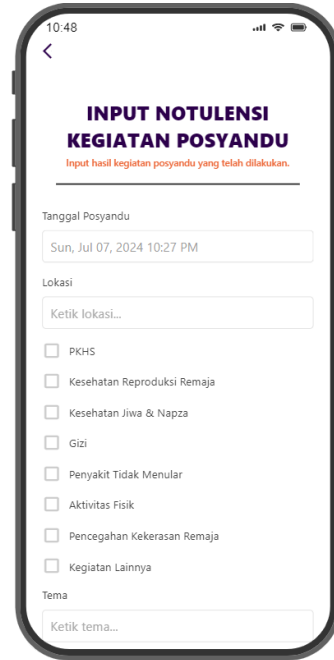 10:48
INPUT NOTULENSI
KEGIATAN POSYANDU
Input hasil kegiatan posyandu yang telah dilakukan.
Tanggal Posyandu
Sun, Jul 07, 2024 10:27 PM
Lokasi
Ketik lokasi...
PKHS
Kesehatan Reproduksi Remaja
Kesehatan Jiwa & Napza
Gizi
Penyakit Tidak Menular
Aktivitas Fisik
Pencegahan Kekerasan Remaja
Kegiatan Lainnya
Tema
Ketik tema...